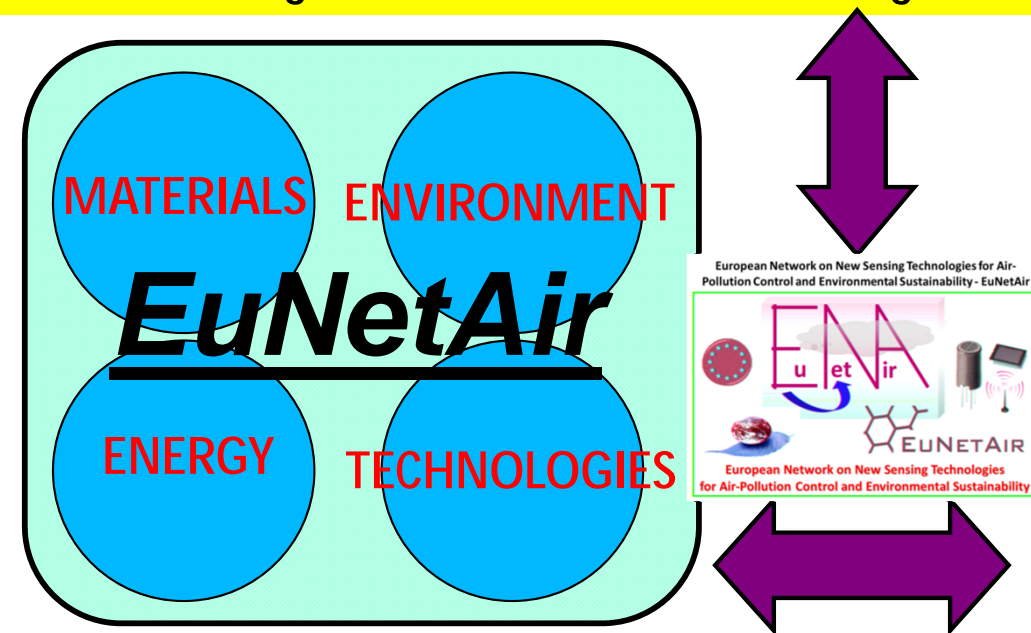 MATERIALS
ENVIRONMENT
EuNetAir
ENERGY
TECHNOLOGIES
European Network on New Sensing Technologies for Air-
Pollution Control and Environmental Sustainability - EuNetAir
ENA
u et ir
EUNETAIR
European Network on New Sensing Technologies
for Air-Pollution Control and Environmental Sustainability